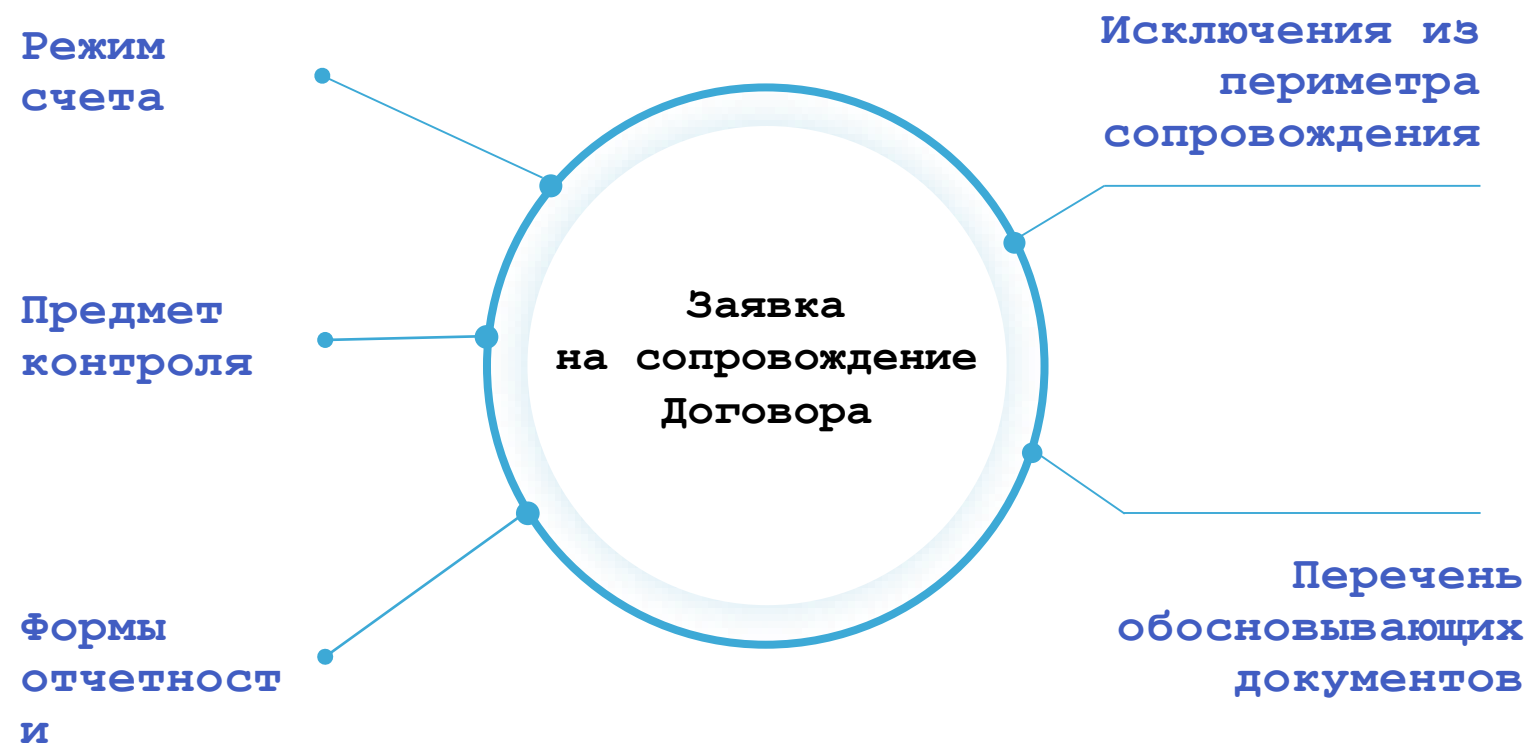 Режим
счета
Предмет
контроля
Формы
отчетност
и
Заявка
на сопровождение
Договора
Исключения из
периметра
сопровождения
Перечень
обосновывающих
документов